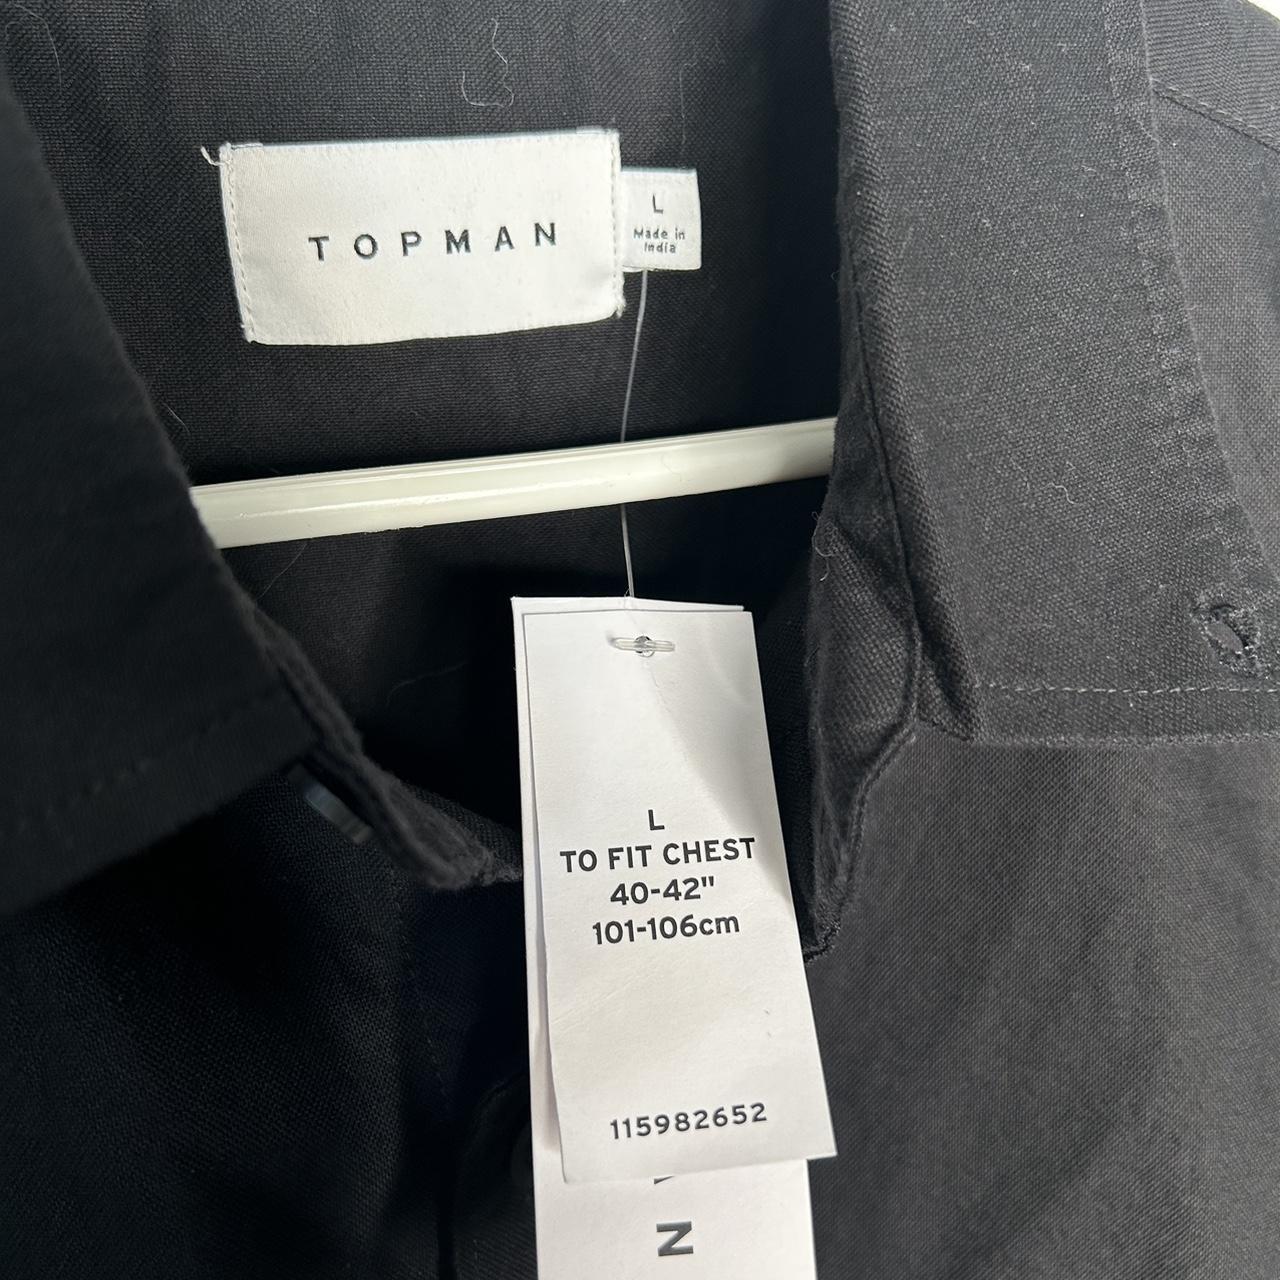 TOPMAN
L
Made in
India
L
TO FIT CHEST
40-42"
101-106cm
115982652
N